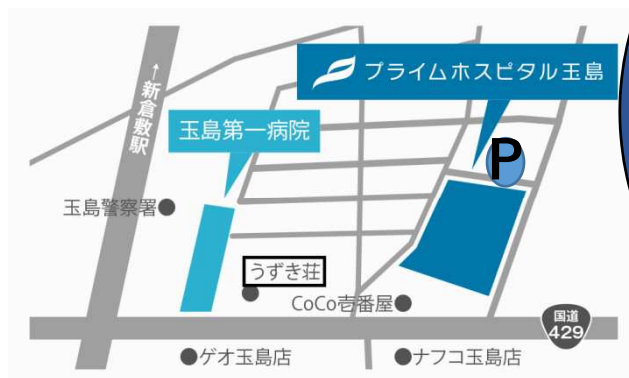 ↑新倉敷駅
プライムホスピタル玉島
玉島第一病院
P
玉島警察署
うずき荘
CoCo壱番屋
国道
429
ゲオ玉島店
ナフコ玉島店